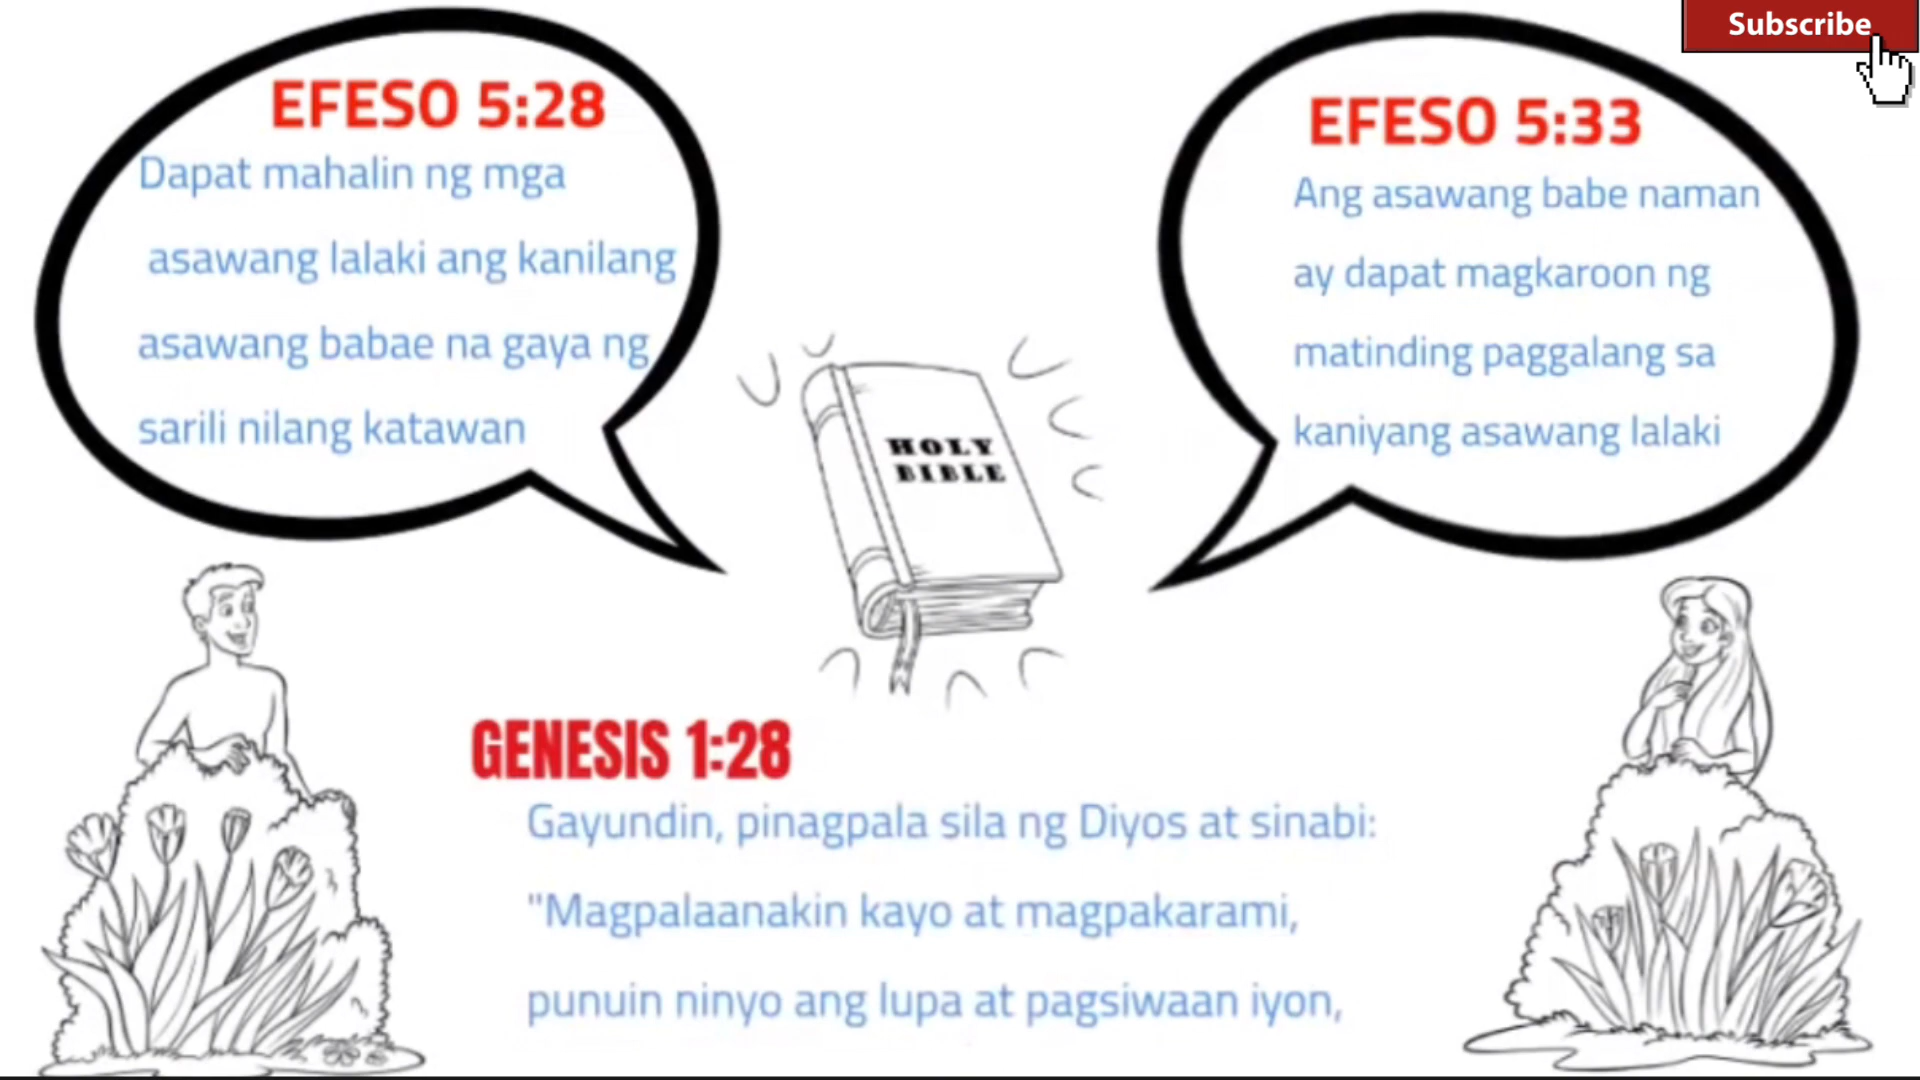 Subscribe
EFESO 5:28
Dapat mahalin ng mga
asawang lalaki ang kanilang
asawang babae na gaya ng
sarili nilang katawan
EFESO 5:33
Ang asawang babe naman
ay dapat magkaroon ng
matinding paggalang sa
kaniyang asawang lalaki
HOLY
BIBLE
GENESIS 1:28
Gayundin, pinagpala sila ng Diyos at sinabi:
"Magpalaanakin kayo at magpakarami,
punuin ninyo ang lupa at pagsiwaan iyon,